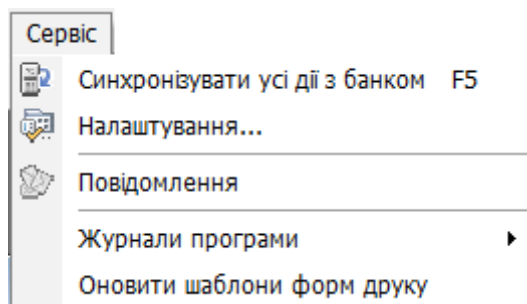 Сервіс
Синхронізувати усі дії з банком F5
Налаштування...
Повідомлення
Журнали програми
Оновити шаблони форм друку